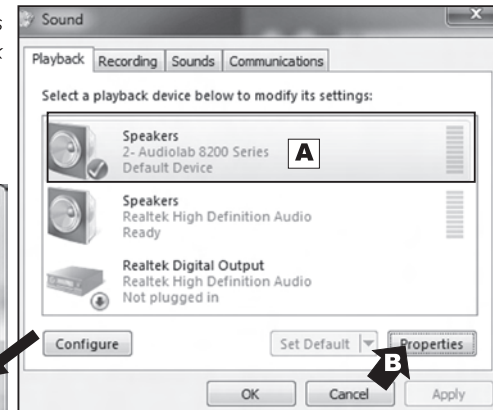 s
k
Sound
Playback Recording Sounds Communications
Select a playback device below to modify its settings:
Speakers
2- Audiolab 8200 Series
Default Device
A
Speakers
Realtek High Definition Audio
Ready
Realtek Digital Output
Realtek High Definition Audio
Not plugged in
Configure Set Default Properties
B
OK Cancel Apply